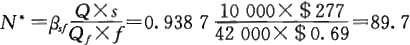 N* = β_sf (Q×s)/(Q_f×f) = 0.938 7 (10 000×$277)/(42 000×$0.69) = 89.7